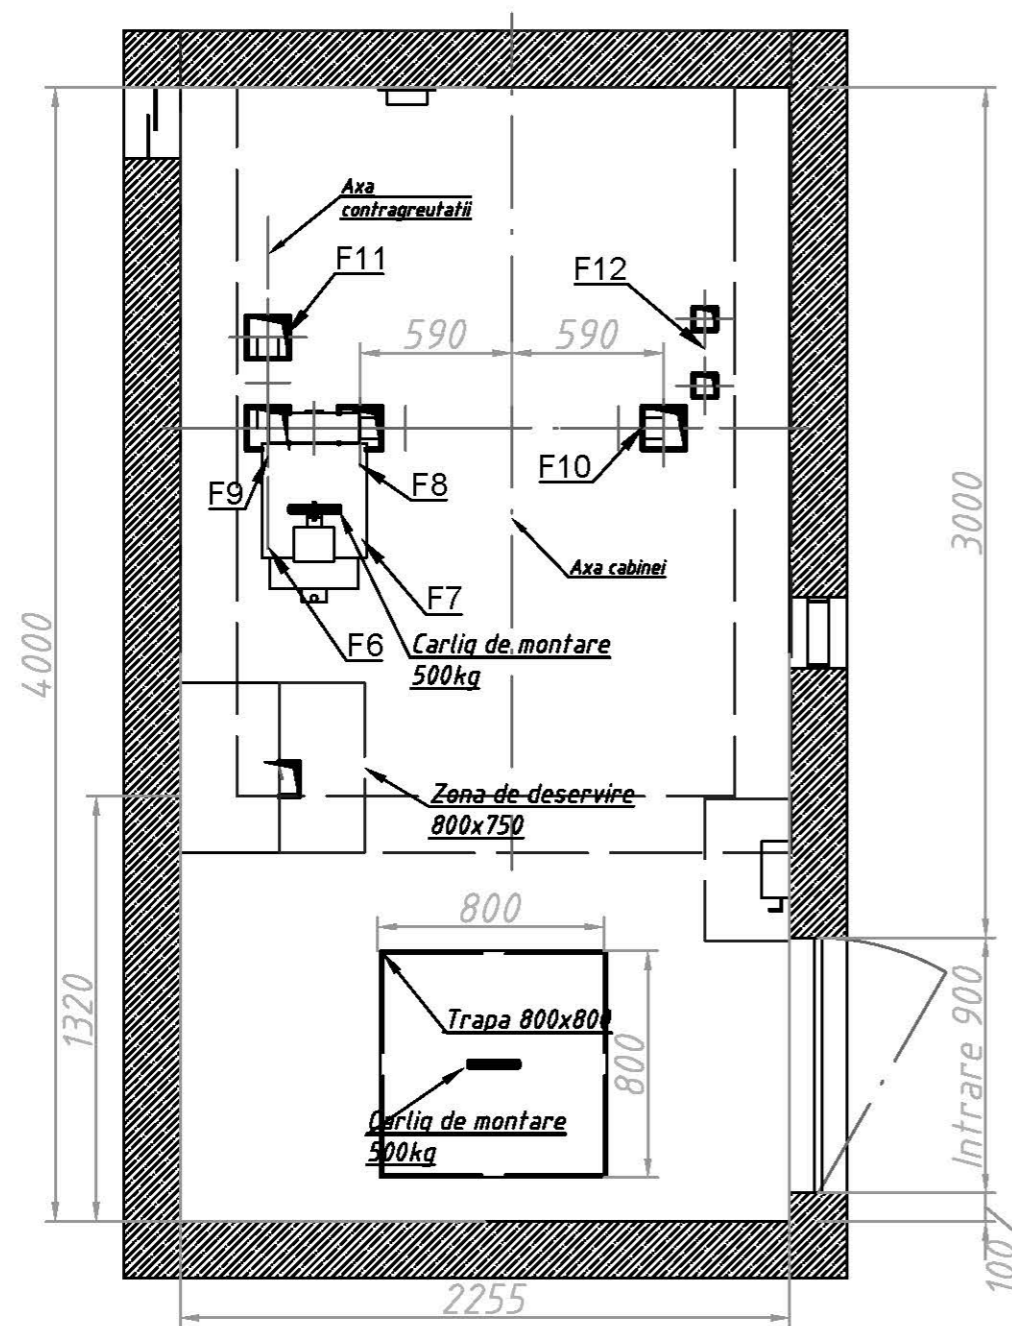 Axa
contragreutatii
F11
F12
590
590
F10
F9
F8
3000
Axa cabinei
F7
F6
Carlig de montare
500kg
4000
Zona de deservire
800x750
800
1320
Trapa 800x800
800
Intrare 900
Carlig de montare
500kg
100
2255